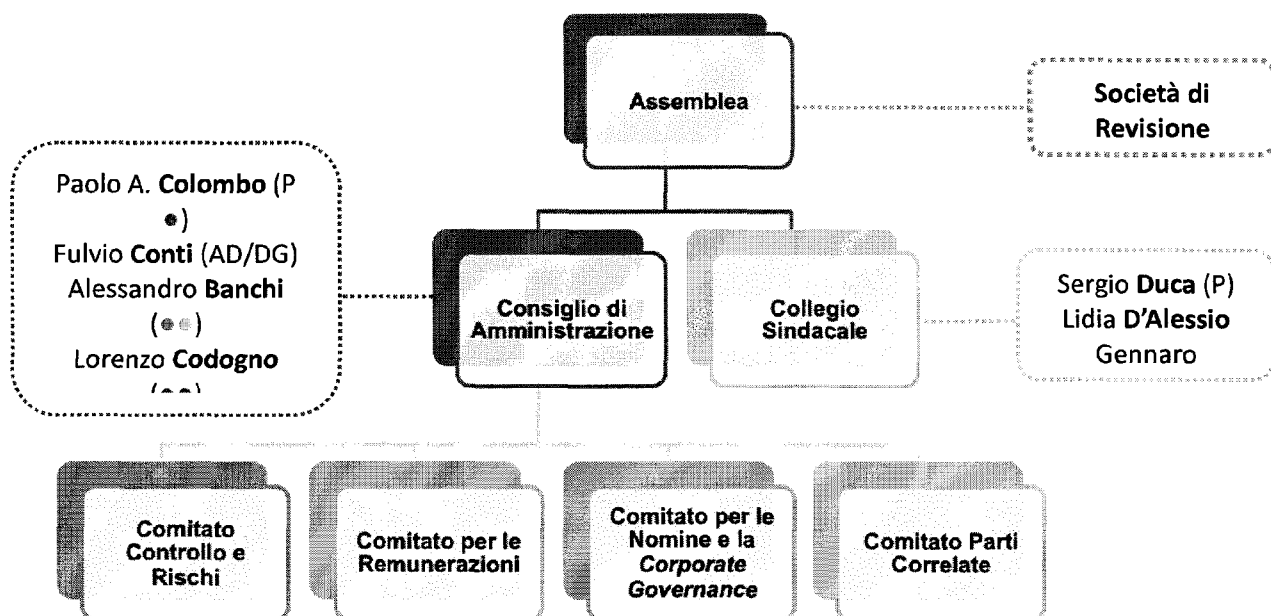 Assemblea
Società di
Revisione
Paolo A. Colombo (P
●)
Fulvio Conti (AD/DG)
Alessandro Banchi
(●●)
Lorenzo Codogno
(●●)
Consiglio di
Amministrazione
Collegio
Sindacale
Sergio Duca (P)
Lidia D'Alessio
Gennaro
Comitato
Controllo e
Rischi
Comitato per le
Remunerazioni
Comitato per le
Nomine e la
Corporate
Governance
Comitato Parti
Correlate